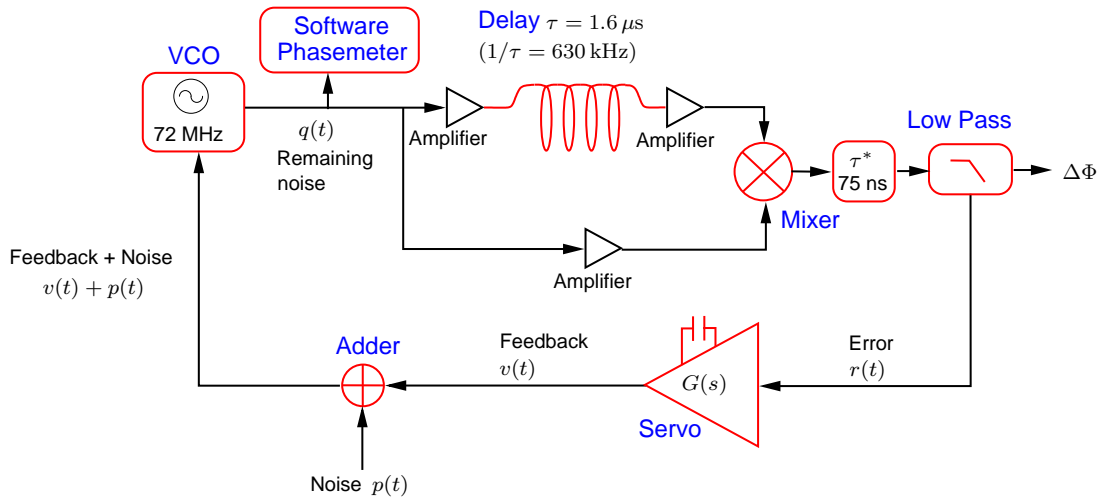 VCO
72 MHz
Software
Phasemeter
q(t)
Remaining
noise
Amplifier
Delay τ = 1.6 μs
(1/τ = 630 kHz)
Amplifier
Amplifier
Mixer
τ*
75 ns
Low Pass
ΔΦ
Feedback + Noise
v(t) + p(t)
Adder
Noise p(t)
Feedback
v(t)
G(s)
Servo
Error
r(t)